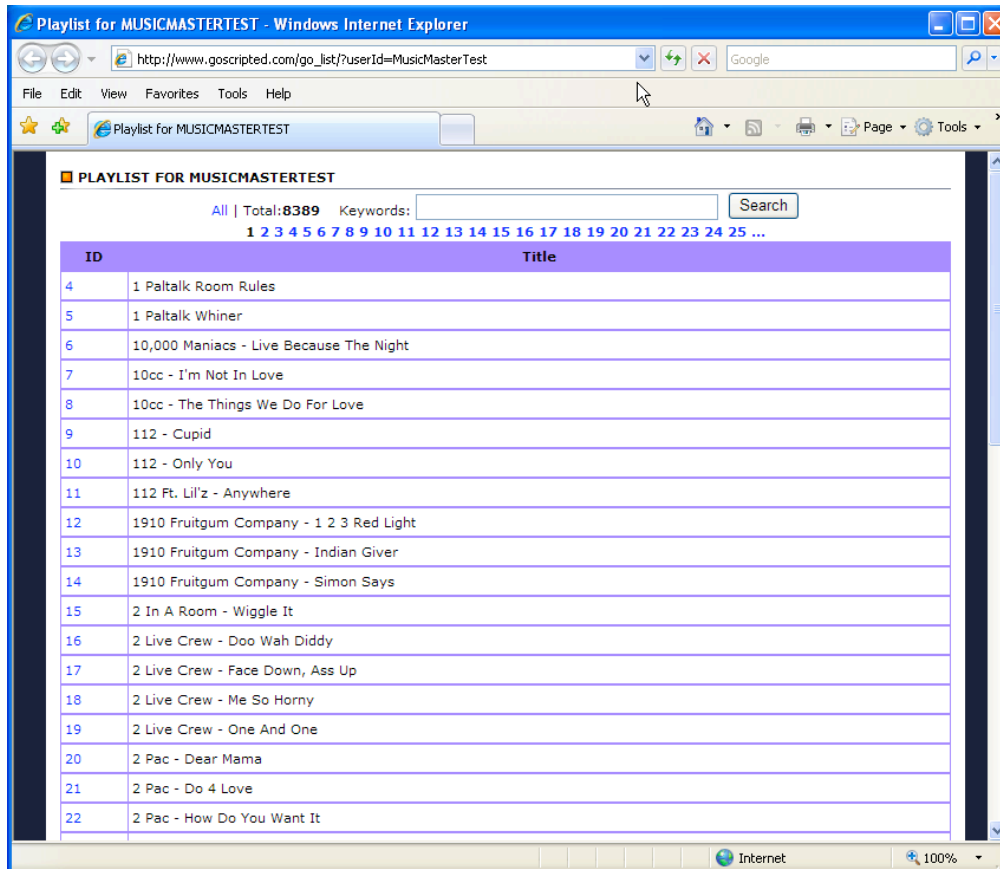 Playlist for MUSICMASTERTEST - Windows Internet Explorer
http://www.goscripted.com/go_list/?userId=MusicMasterTest
Google
File Edit View Favorites Tools Help
Playlist for MUSICMASTERTEST
Page Tools
PLAYLIST FOR MUSICMASTERTEST
All | Total:8389 Keywords: Search
1 2 3 4 5 6 7 8 9 10 11 12 13 14 15 16 17 18 19 20 21 22 23 24 25 ...
ID Title
4 1 Paltalk Room Rules
5 1 Paltalk Whiner
6 10,000 Maniacs - Live Because The Night
7 10cc - I'm Not In Love
8 10cc - The Things We Do For Love
9 112 - Cupid
10 112 - Only You
11 112 Ft. Lil'z - Anywhere
12 1910 Fruitgum Company - 1 2 3 Red Light
13 1910 Fruitgum Company - Indian Giver
14 1910 Fruitgum Company - Simon Says
15 2 In A Room - Wiggle It
16 2 Live Crew - Doo Wah Diddy
17 2 Live Crew - Face Down, Ass Up
18 2 Live Crew - Me So Horny
19 2 Live Crew - One And One
20 2 Pac - Dear Mama
21 2 Pac - Do 4 Love
22 2 Pac - How Do You Want It
Internet 100%